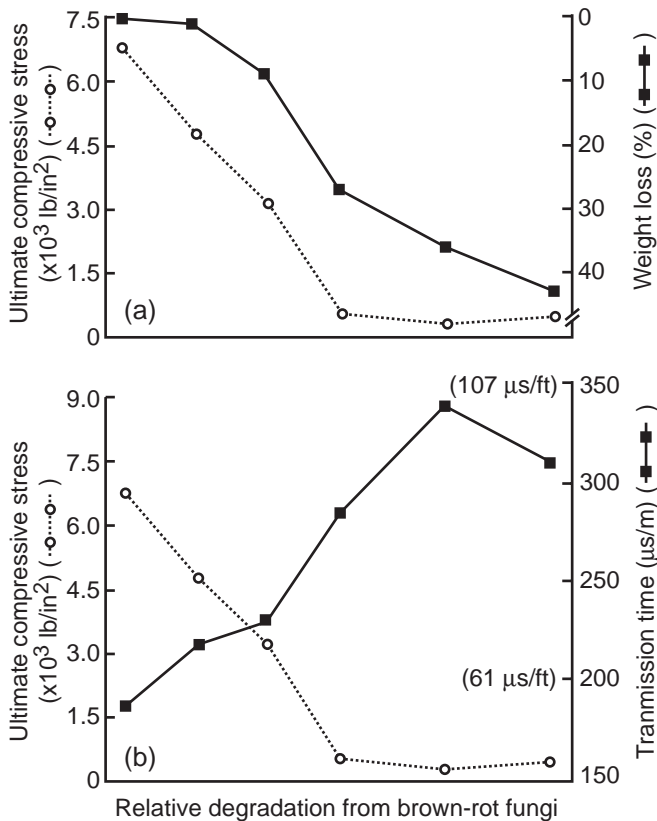 Ultimate compressive stress
(x10³ lb/in²) ( )
7.5
6.0
4.5
3.0
1.5
0
(a)
0
10
20
30
40
Weight loss (%) ( )
Ultimate compressive stress
(x10³ lb/in²) ( )
9.0
7.5
6.0
4.5
3.0
1.5
0
(b)
(107 μs/ft)
(61 μs/ft)
350
300
250
200
150
Tranmission time (μs/m) ( )
Relative degradation from brown-rot fungi